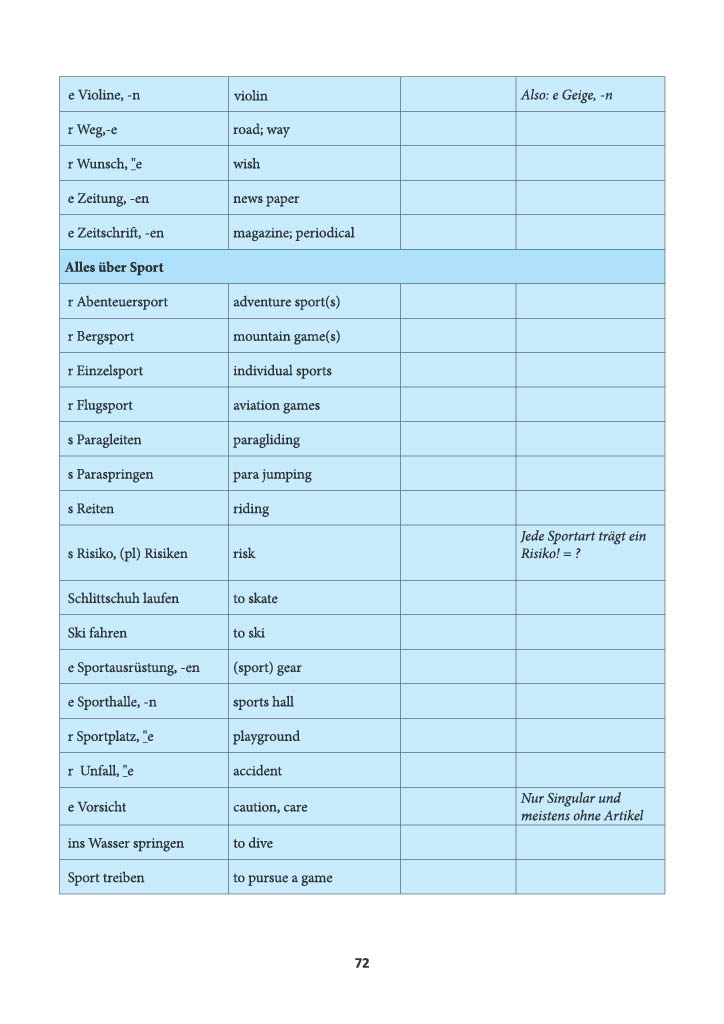 e Violine, -n violin Also: e Geige, -n
r Weg,-e road; way
r Wunsch, ̎_e wish
e Zeitung, -en news paper
e Zeitschrift, -en magazine; periodical
Alles über Sport
r Abenteuersport adventure sport(s)
r Bergsport mountain game(s)
r Einzelsport individual sports
r Flugsport aviation games
s Paragleiten paragliding
s Paraspringen para jumping
s Reiten riding
s Risiko, (pl) Risiken risk Jede Sportart trägt ein
Risiko! = ?
Schlittschuh laufen to skate
Ski fahren to ski
e Sportausrüstung, -en (sport) gear
e Sporthalle, -n sports hall
r Sportplatz, ̎_e playground
r Unfall, ̎_e accident
e Vorsicht caution, care Nur Singular und
meistens ohne Artikel
ins Wasser springen to dive
Sport treiben to pursue a game
72